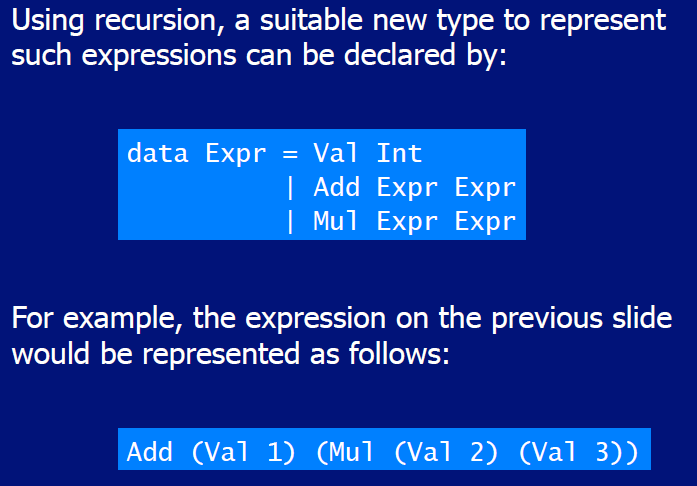 Using recursion, a suitable new type to represent
such expressions can be declared by:
data Expr = Val Int
| Add Expr Expr
| Mul Expr Expr
For example, the expression on the previous slide
would be represented as follows:
Add (Val 1) (Mul (Val 2) (Val 3))